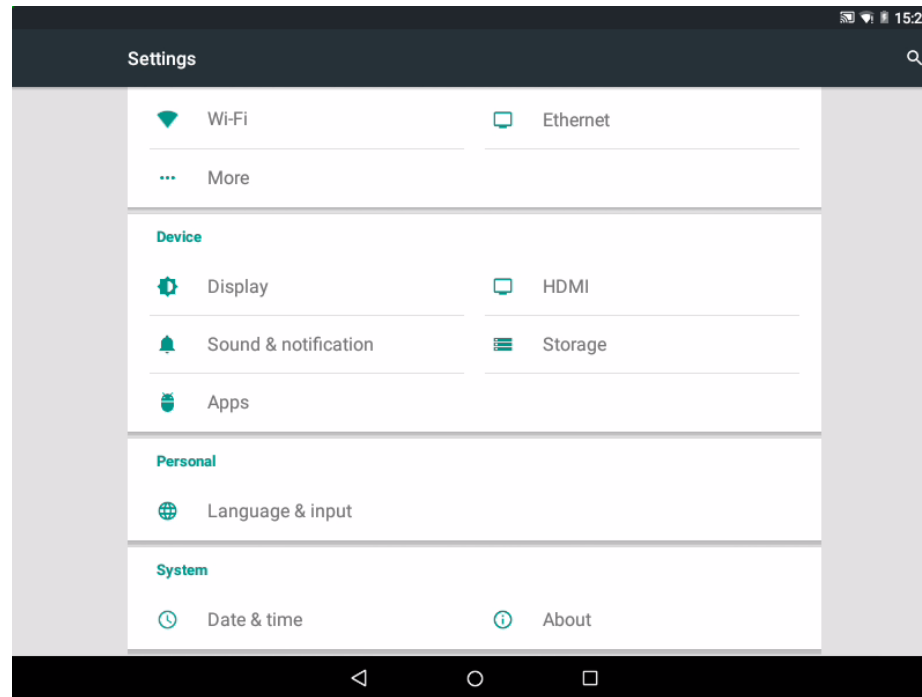 15:2
Settings
Wi-Fi
Ethernet
More
Device
Display
HDMI
Sound & notification
Storage
Apps
Personal
Language & input
System
Date & time
About